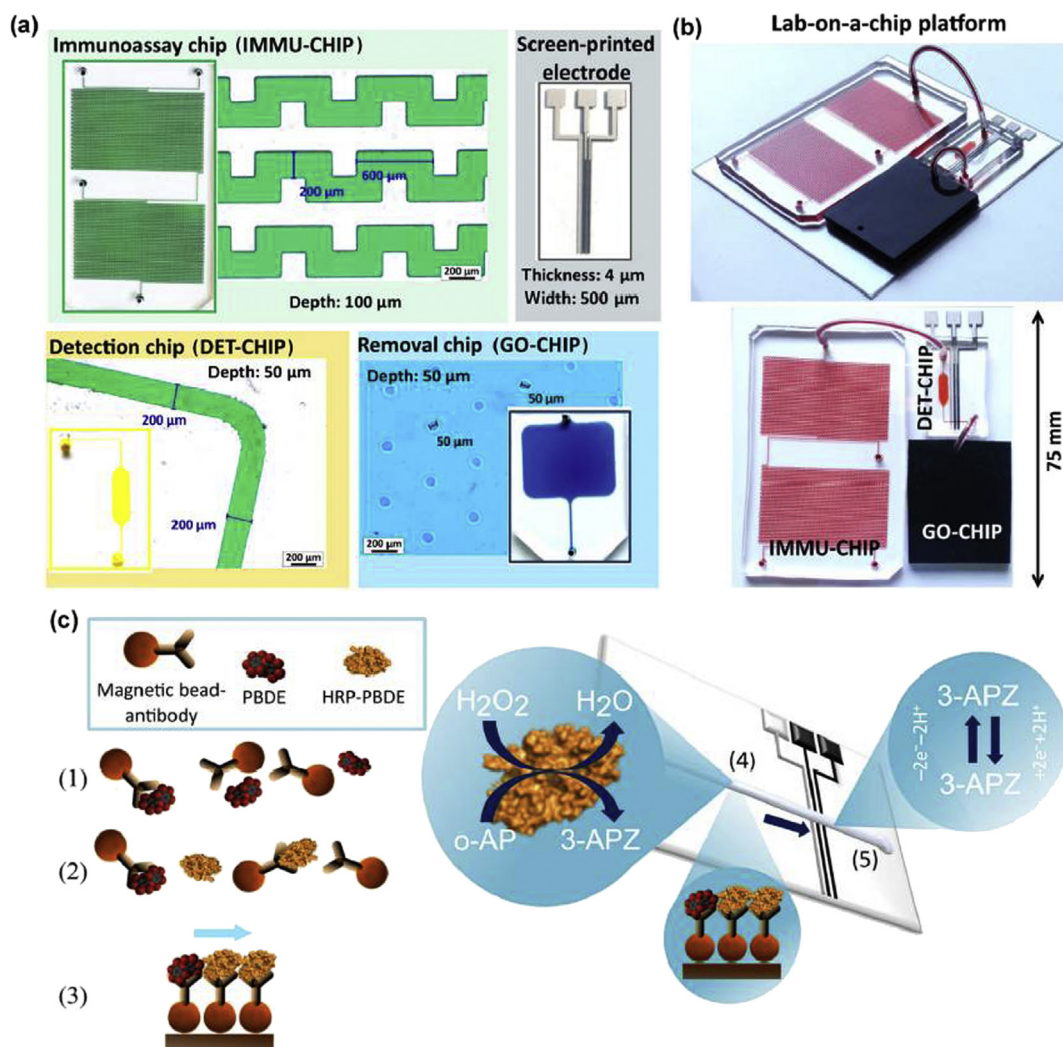 (a)
Immunoassay chip (IMMU-CHIP)
200 µm
600 µm
200 µm
Depth: 100 µm
Screen-printed
electrode
Thickness: 4 µm
Width: 500 µm
Detection chip (DET-CHIP)
Depth: 50 µm
200 µm
200 µm
200 µm
Removal chip (GO-CHIP)
Depth: 50 µm
50 µm
50 µm
200 µm
(b)
Lab-on-a-chip platform
DET-CHIP
IMMU-CHIP
GO-CHIP
75 mm
(c)
Magnetic bead-
antibody
PBDE
HRP-PBDE
(1)
(2)
(3)
H2O2
H2O
o-AP
3-APZ
(4)
(5)
3-APZ
−2e⁻−2H⁺
+2e⁻+2H⁺
3-APZ